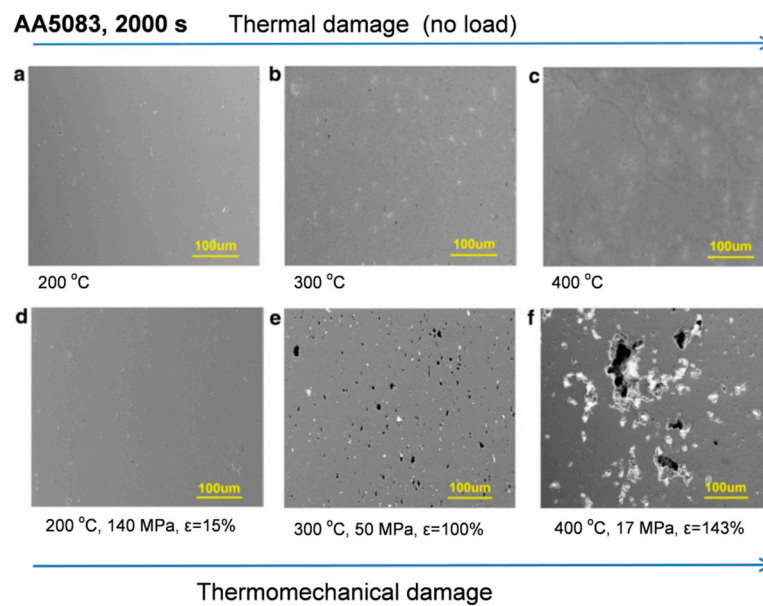 AA5083, 2000 s Thermal damage (no load)
a b c
100um 100um 100um
200 °C 300 °C 400 °C
d e f
100um 100um 100um
200 °C, 140 MPa, ε=15% 300 °C, 50 MPa, ε=100% 400 °C, 17 MPa, ε=143%
Thermomechanical damage